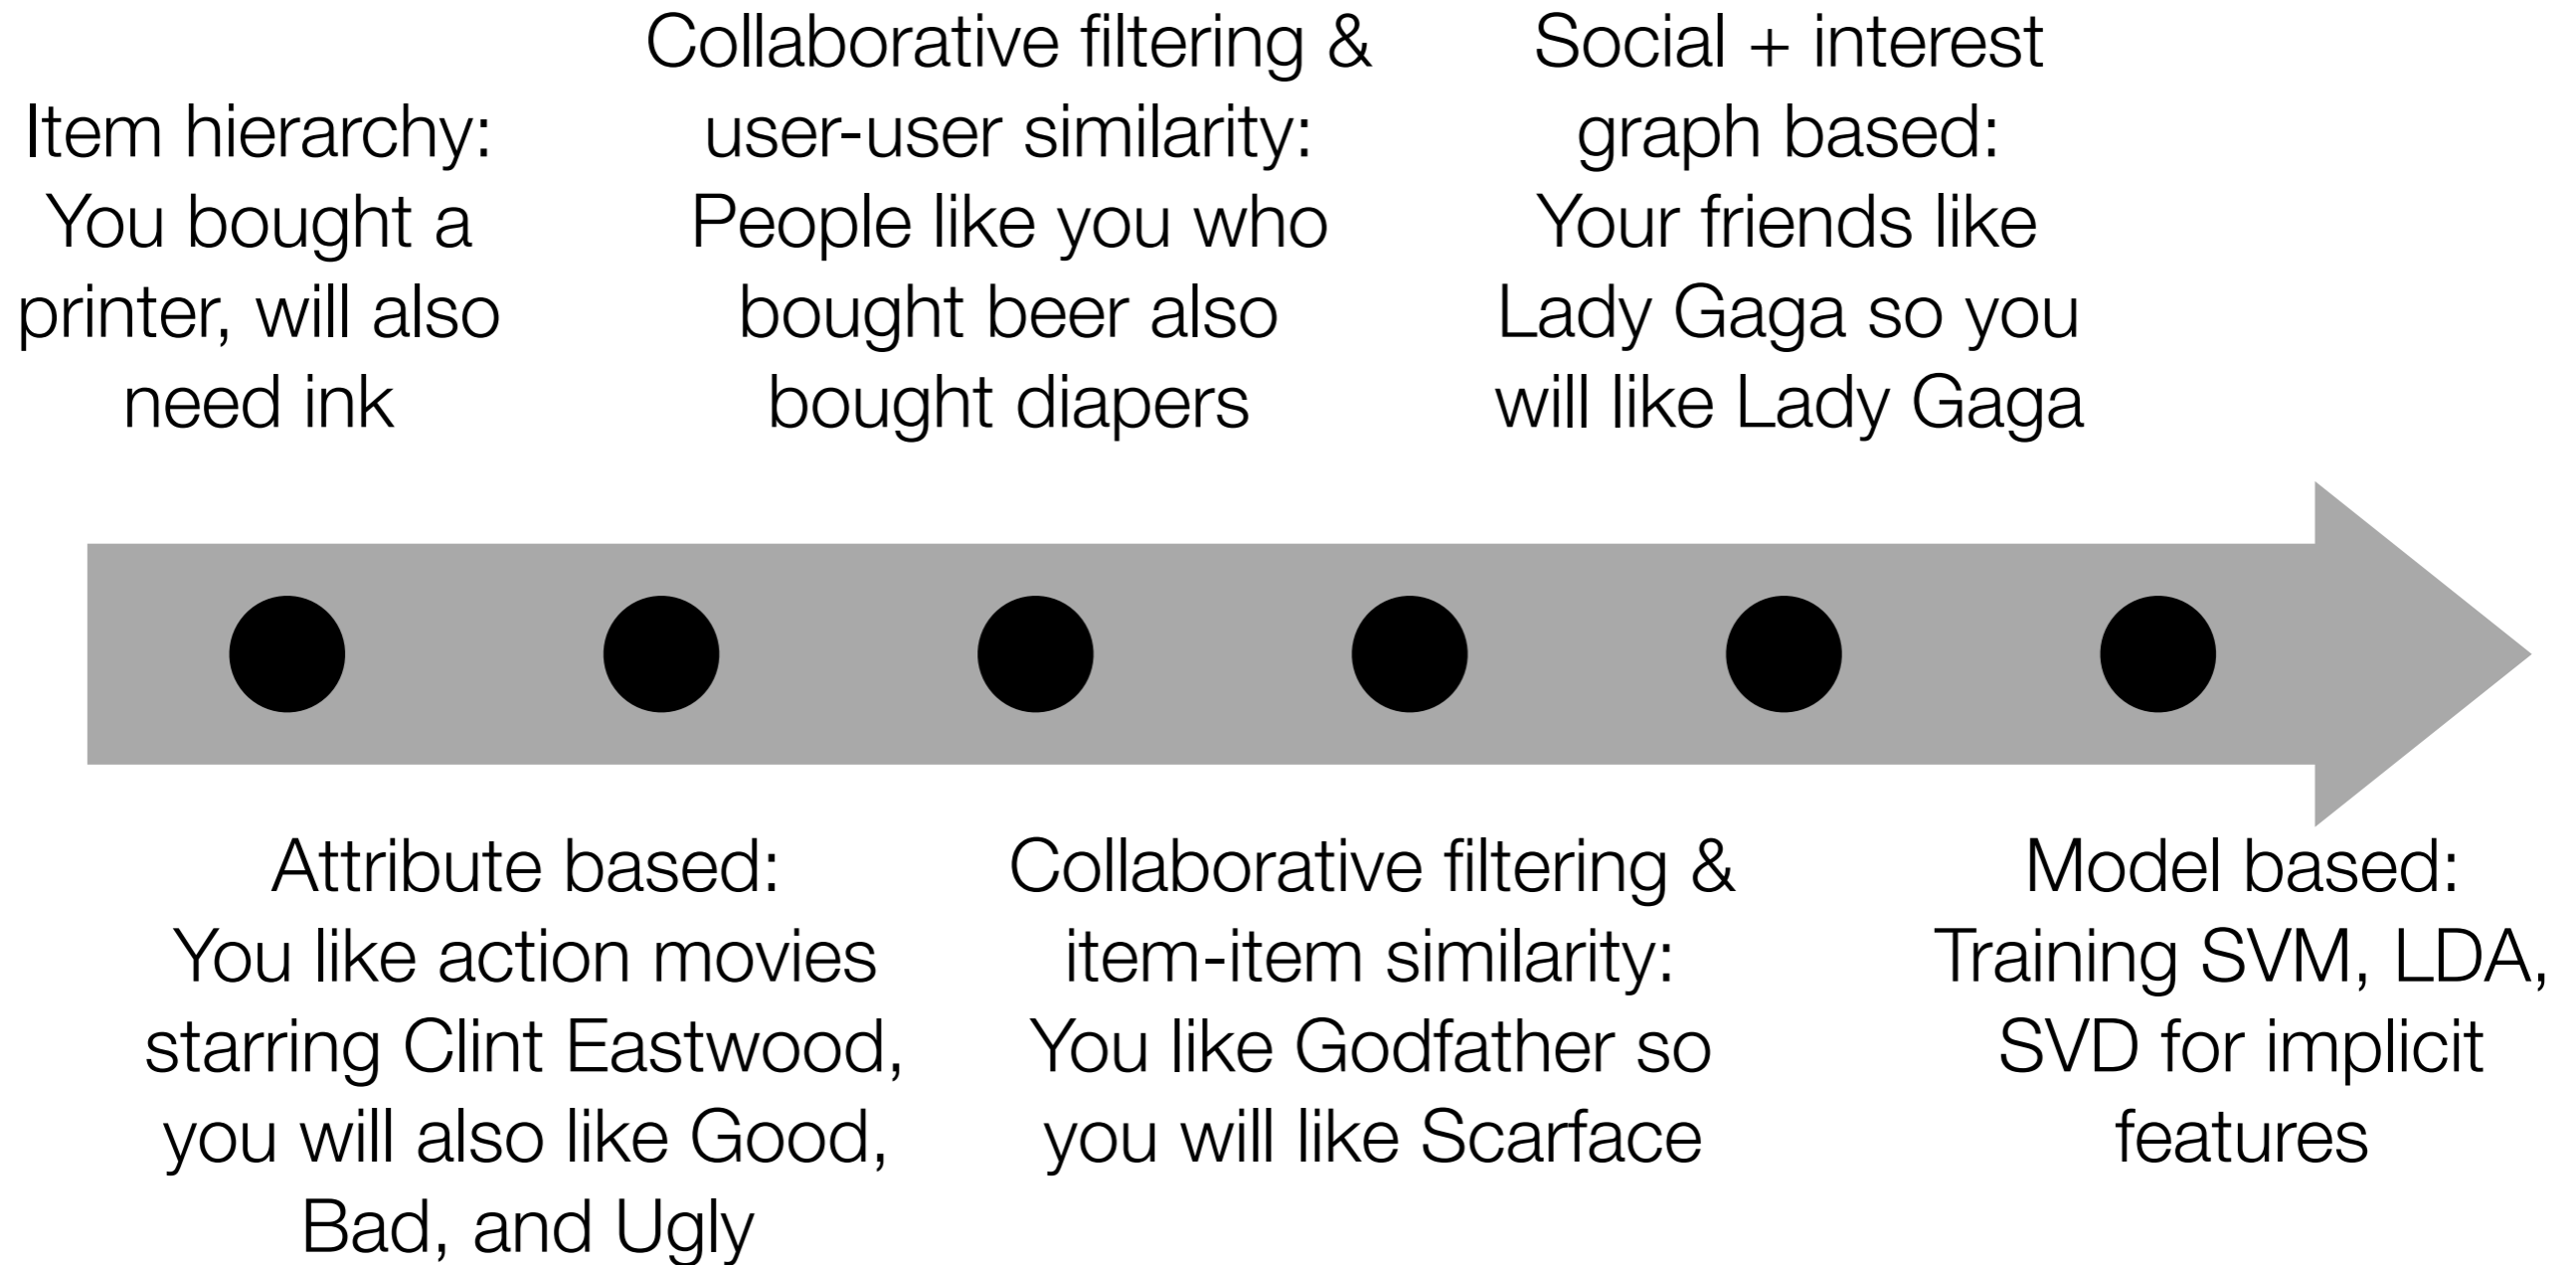 Item hierarchy:
You bought a
printer, will also
need ink
Collaborative filtering &
user-user similarity:
People like you who
bought beer also
bought diapers
Social + interest
graph based:
Your friends like
Lady Gaga so you
will like Lady Gaga
Attribute based:
You like action movies
starring Clint Eastwood,
you will also like Good,
Bad, and Ugly
Collaborative filtering &
item-item similarity:
You like Godfather so
you will like Scarface
Model based:
Training SVM, LDA,
SVD for implicit
features